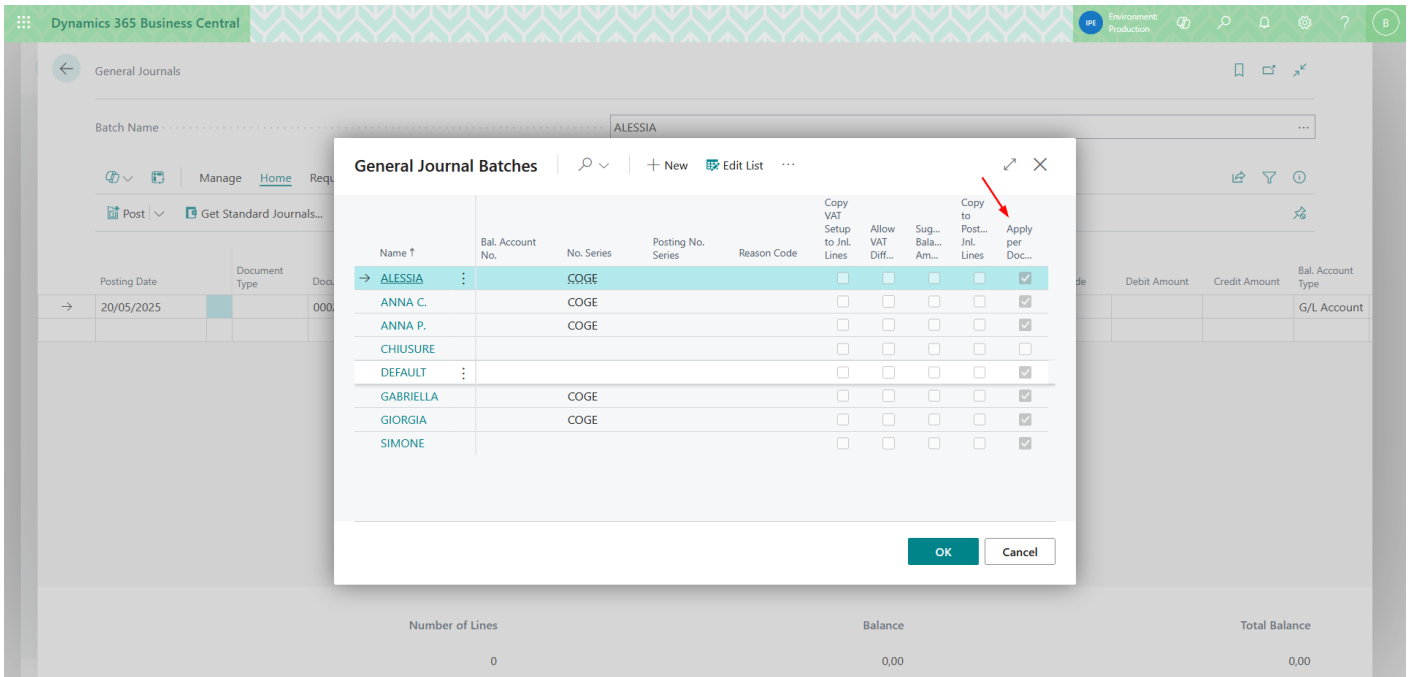 Dynamics 365 Business Central
IPE
Environment:
Production
?
B
General Journals
Batch Name
ALESSIA
...
Manage
Home
Post
Get Standard Journals...
Posting Date
Document
Type
20/05/2025
General Journal Batches
New
Edit List
...
Name ↑
Bal. Account
No.
No. Series
Posting No.
Series
Reason Code
Copy
VAT
Setup
to Jnl.
Lines
Allow
VAT
Diff...
Sug...
Bala...
Am...
Copy
to
Post...
Jnl.
Lines
Apply
per
Doc...
ALESSIA COGE
ANNA C. COGE
ANNA P. COGE
CHIUSURE
DEFAULT
GABRIELLA COGE
GIORGIA COGE
SIMONE
OK
Cancel
Debit Amount
Credit Amount
Bal. Account
Type
G/L Account
Number of Lines
0
Balance
0,00
Total Balance
0,00